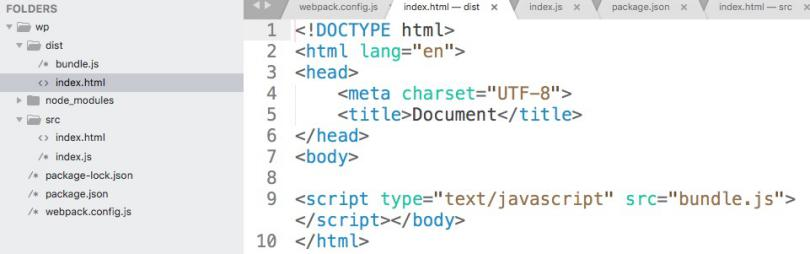 FOLDERS
wp
dist
/* bundle.js
<> index.html
node_modules
src
<> index.html
/* index.js
/* package-lock.json
/* package.json
/* webpack.config.js
webpack.config.js × index.html — dist × index.js × package.json × index.html — src ×
1 <!DOCTYPE html>
2 <html lang="en">
3 <head>
4 <meta charset="UTF-8">
5 <title>Document</title>
6 </head>
7 <body>
8
9 <script type="text/javascript" src="bundle.js">
</script></body>
10 </html>